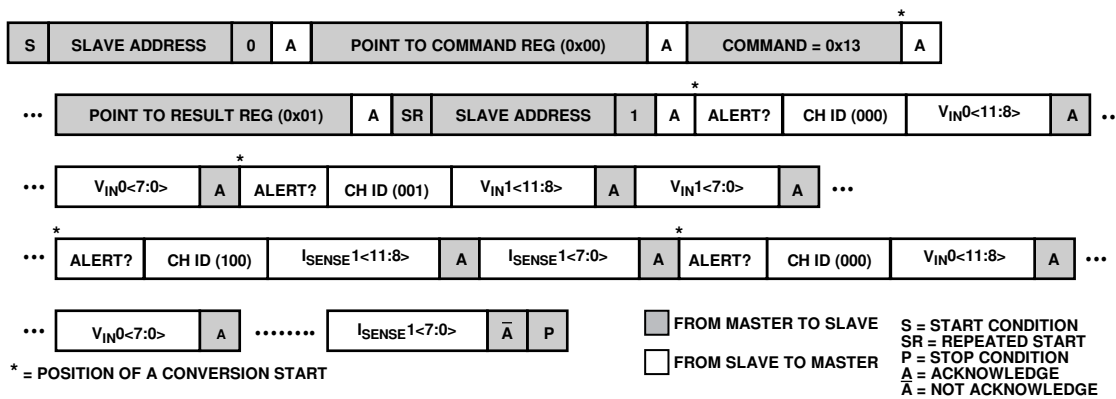 *
S SLAVE ADDRESS 0 A POINT TO COMMAND REG (0x00) A COMMAND = 0x13 A
*
••• POINT TO RESULT REG (0x01) A SR SLAVE ADDRESS 1 A ALERT? CH ID (000) VIN0<11:8> A ••
*
••• VIN0<7:0> A ALERT? CH ID (001) VIN1<11:8> A VIN1<7:0> A •••
* *
••• ALERT? CH ID (100) ISENSE1<11:8> A ISENSE1<7:0> A ALERT? CH ID (000) VIN0<11:8> A •••
••• VIN0<7:0> A •••••••• ISENSE1<7:0> A̅ P
* = POSITION OF A CONVERSION START
FROM MASTER TO SLAVE
FROM SLAVE TO MASTER
S = START CONDITION
SR = REPEATED START
P = STOP CONDITION
A = ACKNOWLEDGE
A̅ = NOT ACKNOWLEDGE